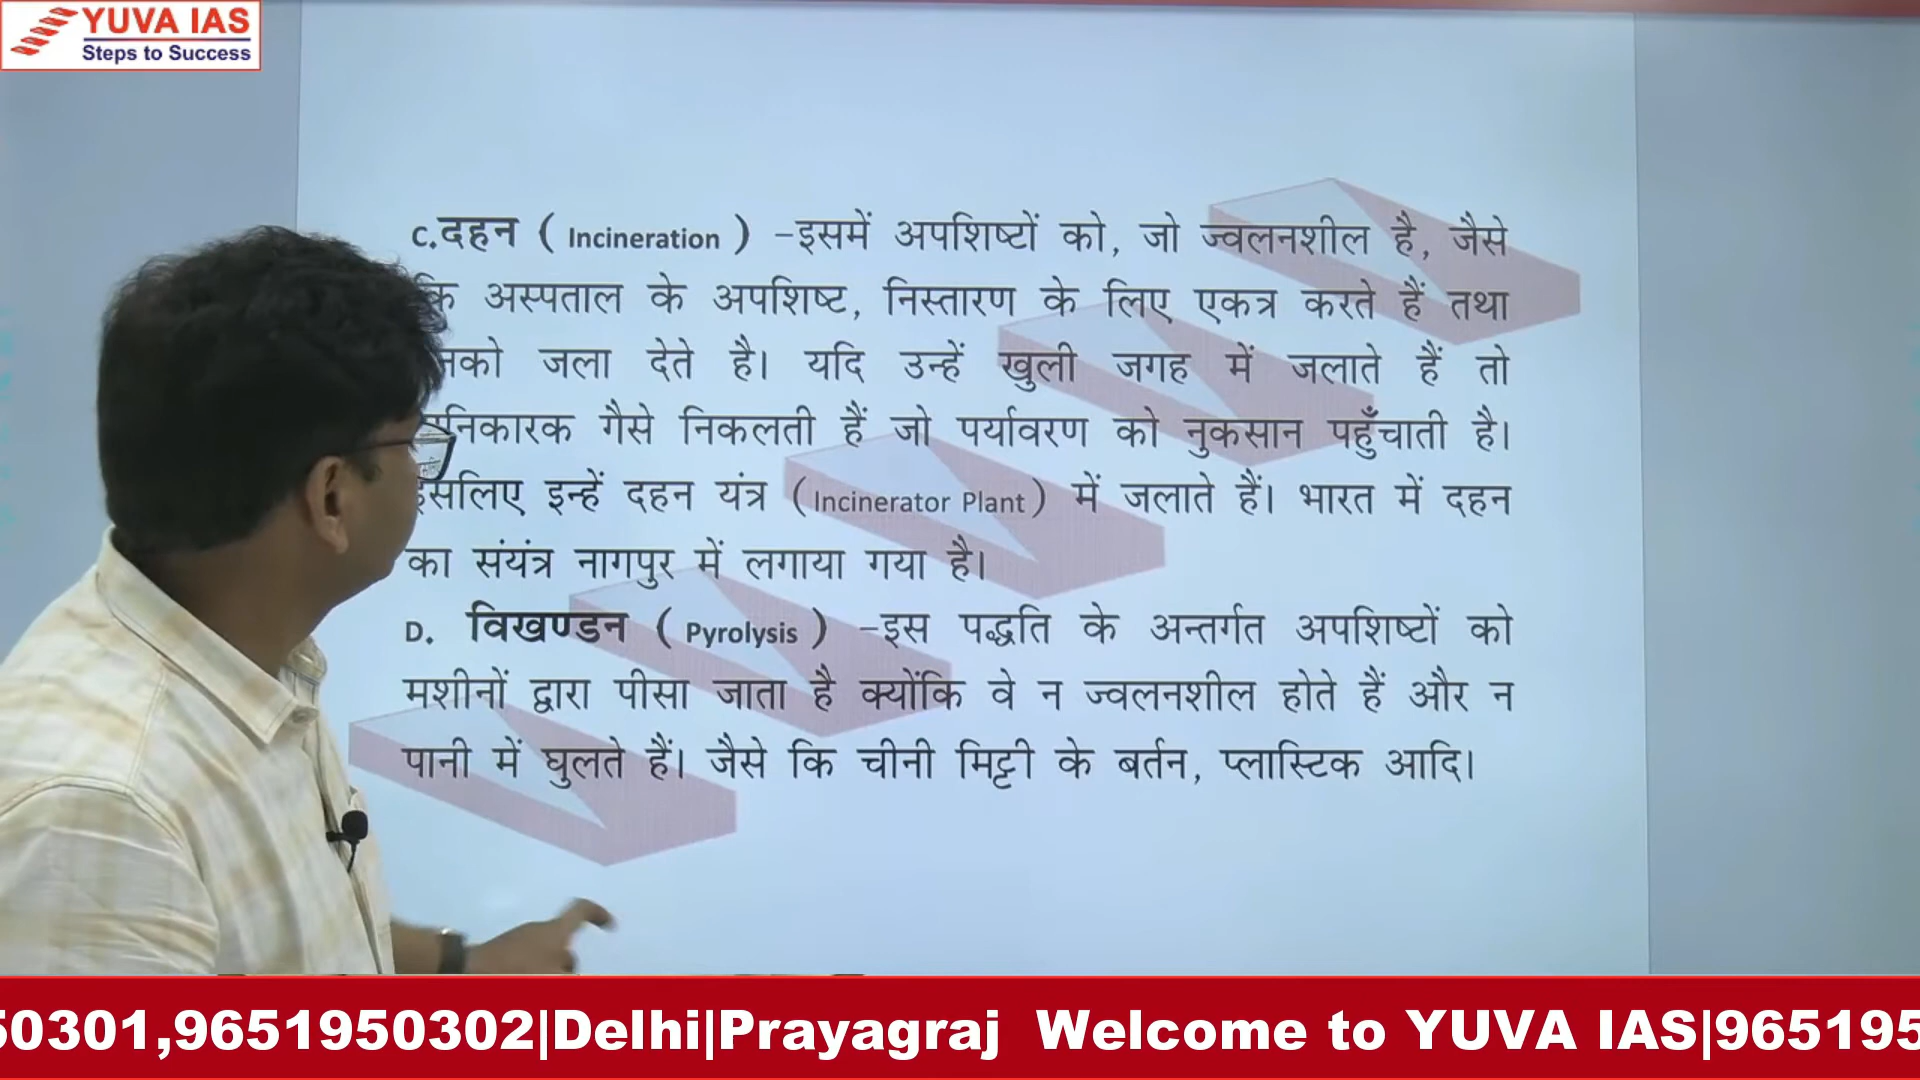 YUVA IAS
Steps to Success
C.दहन ( Incineration ) –इसमें अपशिष्टों को, जो ज्वलनशील है, जैसे
अस्पताल के अपशिष्ट, निस्तारण के लिए एकत्र करते हैं तथा
जला देते है। यदि उन्हें खुली जगह में जलाते हैं तो
गैसे निकलती हैं जो पर्यावरण को नुकसान पहुँचाती है।
इसलिए इन्हें दहन यंत्र ( Incinerator Plant ) में जलाते हैं। भारत में दहन
का संयंत्र नागपुर में लगाया गया है।
D. विखण्डन ( Pyrolysis ) –इस पद्धति के अन्तर्गत अपशिष्टों को
मशीनों द्वारा पीसा जाता है क्योंकि वे न ज्वलनशील होते हैं और न
पानी में घुलते हैं। जैसे कि चीनी मिट्टी के बर्तन, प्लास्टिक आदि।
50301,9651950302|Delhi|Prayagraj Welcome to YUVA IAS|965195